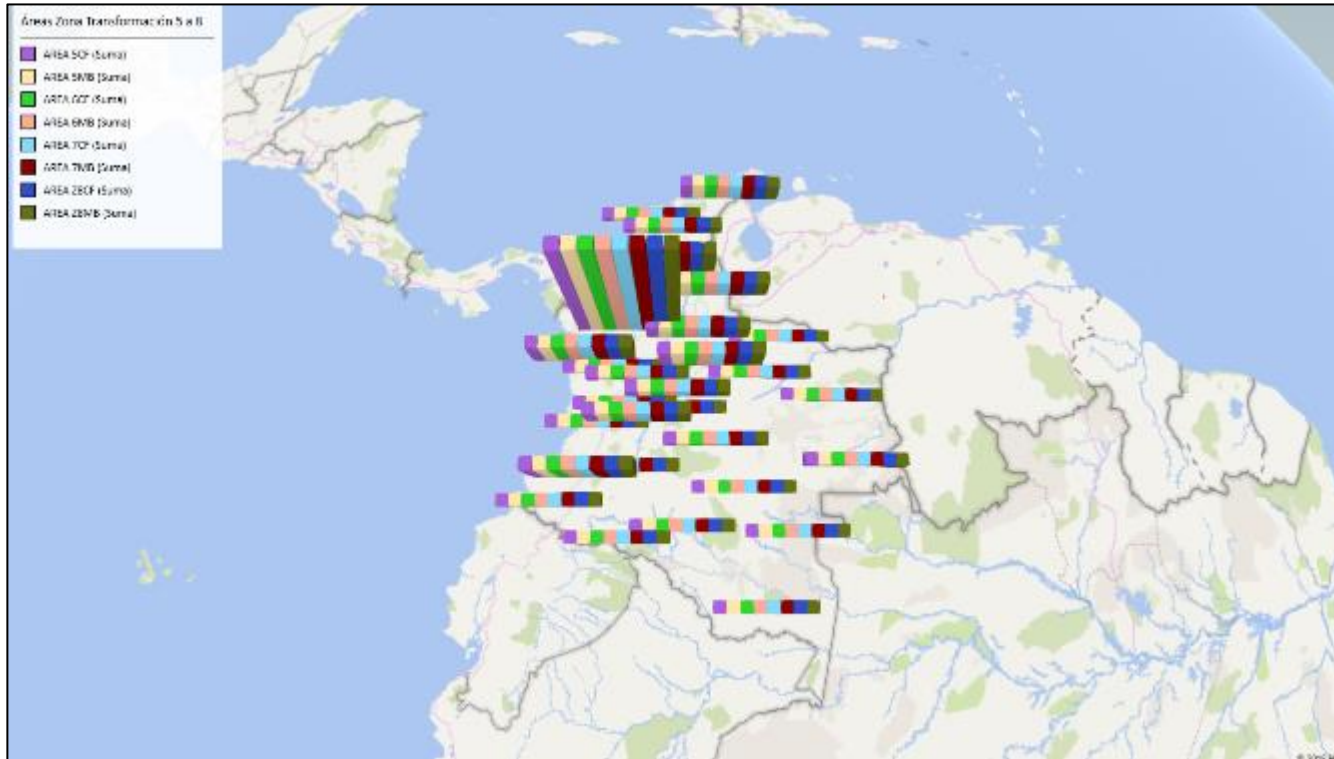 Áreas Zona Transformación 5 a 8
AREA 5CF (Suma)
AREA 5MB (Suma)
AREA 6CF (Suma)
AREA 6MB (Suma)
AREA 7CF (Suma)
AREA 7MB (Suma)
AREA Z8CF (Suma)
AREA Z8MB (Suma)